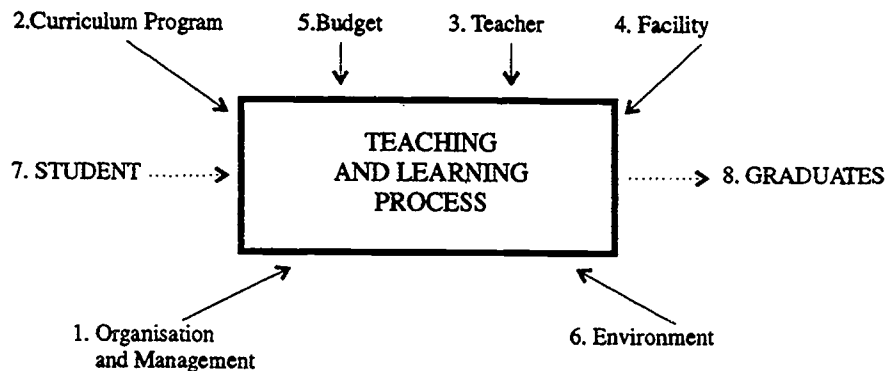 2.Curriculum Program
5.Budget
3. Teacher
4. Facility
TEACHING
AND LEARNING
PROCESS
7. STUDENT
8. GRADUATES
1. Organisation
and Management
6. Environment